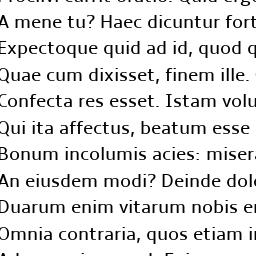 A mene tu? Haec dicuntur fort
Expectoque quid ad id, quod q
Quae cum dixisset, finem ille.
Confecta res esset. Istam volu
Qui ita affectus, beatum esse
Bonum incolumis acies: misera
An eiusdem modi? Deinde dolo
Duarum enim vitarum nobis er
Omnia contraria, quos etiam i